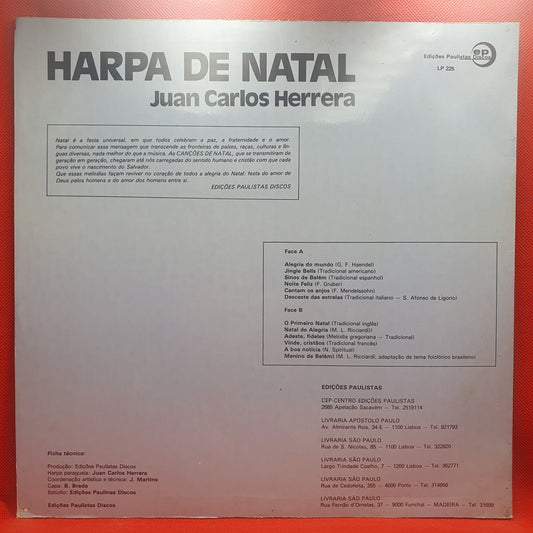 HARPA DE NATAL
Juan Carlos Herrera
Edições Paulistas Discos
ep
LP 225
Natal é a festa universal, em que todos celebram a paz, a fraternidade e o amor.
Para comunicar essa mensagem que transcende as fronteiras de países, raças, culturas e lín-
guas diversas, nada melhor do que a música. As CANÇÕES DE NATAL, que se transmitiram de
geração em geração, chegaram até nós carregadas do sentido humano e cristão com que cada
povo vive o nascimento do Salvador.
Que essas melodias façam reviver no coração de todos a alegria do Natal: festa do amor de
Deus pelos homens e do amor dos homens entre si.
EDIÇÕES PAULISTAS DISCOS
Face A
Alegria do mundo (G. F. Haendel)
Jingle Bells (Tradicional americano)
Sinos de Belém (Tradicional espanhol)
Noite Feliz (F. Gruber)
Cantam os anjos (F. Mendelssohn)
Desceste das estrelas (Tradicional italiano — S. Afonso de Ligorio)
Face B
O Primeiro Natal (Tradicional inglês)
Natal de Alegria (M. L. Ricciardi)
Adeste, fideles (Melodia gregoriana — Tradicional)
Vinde, cristãos (Tradicional francês)
A boa notícia (N. Spiritual)
Menino de Belém (M. L. Ricciardi: adaptação de tema folclórico brasileiro)
EDIÇÕES PAULISTAS
CEP-CENTRO EDIÇÕES PAULISTAS
2685 Apelação Sacavém — Tel. 2519114
LIVRARIA APÓSTOLO PAULO
Av. Almirante Reis, 34-E — 1100 Lisboa — Tel. 821793
LIVRARIA SÃO PAULO
Rua de S. Nicolau, 85 — 1100 Lisboa — Tel. 322820
LIVRARIA SÃO PAULO
Largo Trindade Coelho, 7 — 1200 Lisboa — Tel. 362771
LIVRARIA SÃO PAULO
Rua de Cedofeita, 355 — 4000 Porto — Tel. 314956
LIVRARIA SÃO PAULO
Rua Fernão d'Ornelas, 37 — 9000 Funchal — MADEIRA — Tel. 31699
Ficha técnica:
Produção: Edições Paulistas Discos
Harpa paraguaia: Juan Carlos Herrera
Coordenação artística e técnica: J. Martins
Capa: B. Breda
Estúdio: Edições Paulinas Discos
Edições Paulistas Discos